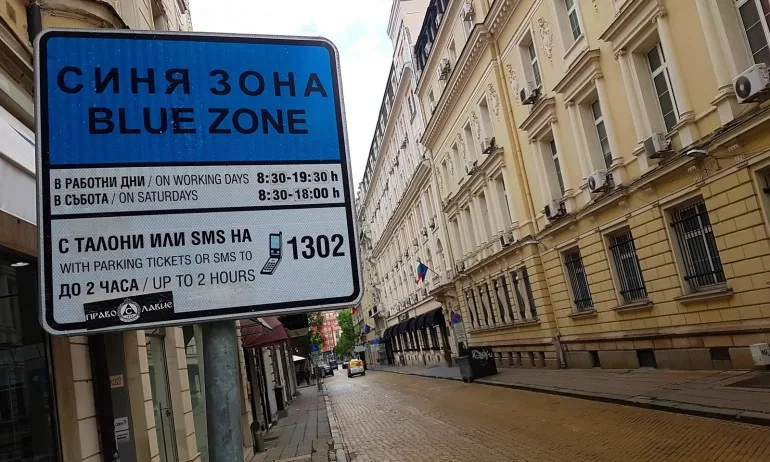 СИНЯ ЗОНА
BLUE ZONE
В РАБОТНИ ДНИ / ON WORKING DAYS 8:30-19:30 h
В СЪБОТА / ON SATURDAYS 8:30-18:00 h
С ТАЛОНИ ИЛИ SMS НА 1302
WITH PARKING TICKETS OR SMS TO
ДО 2 ЧАСА / UP TO 2 HOURS
ПРАВОСЛАВИЕ